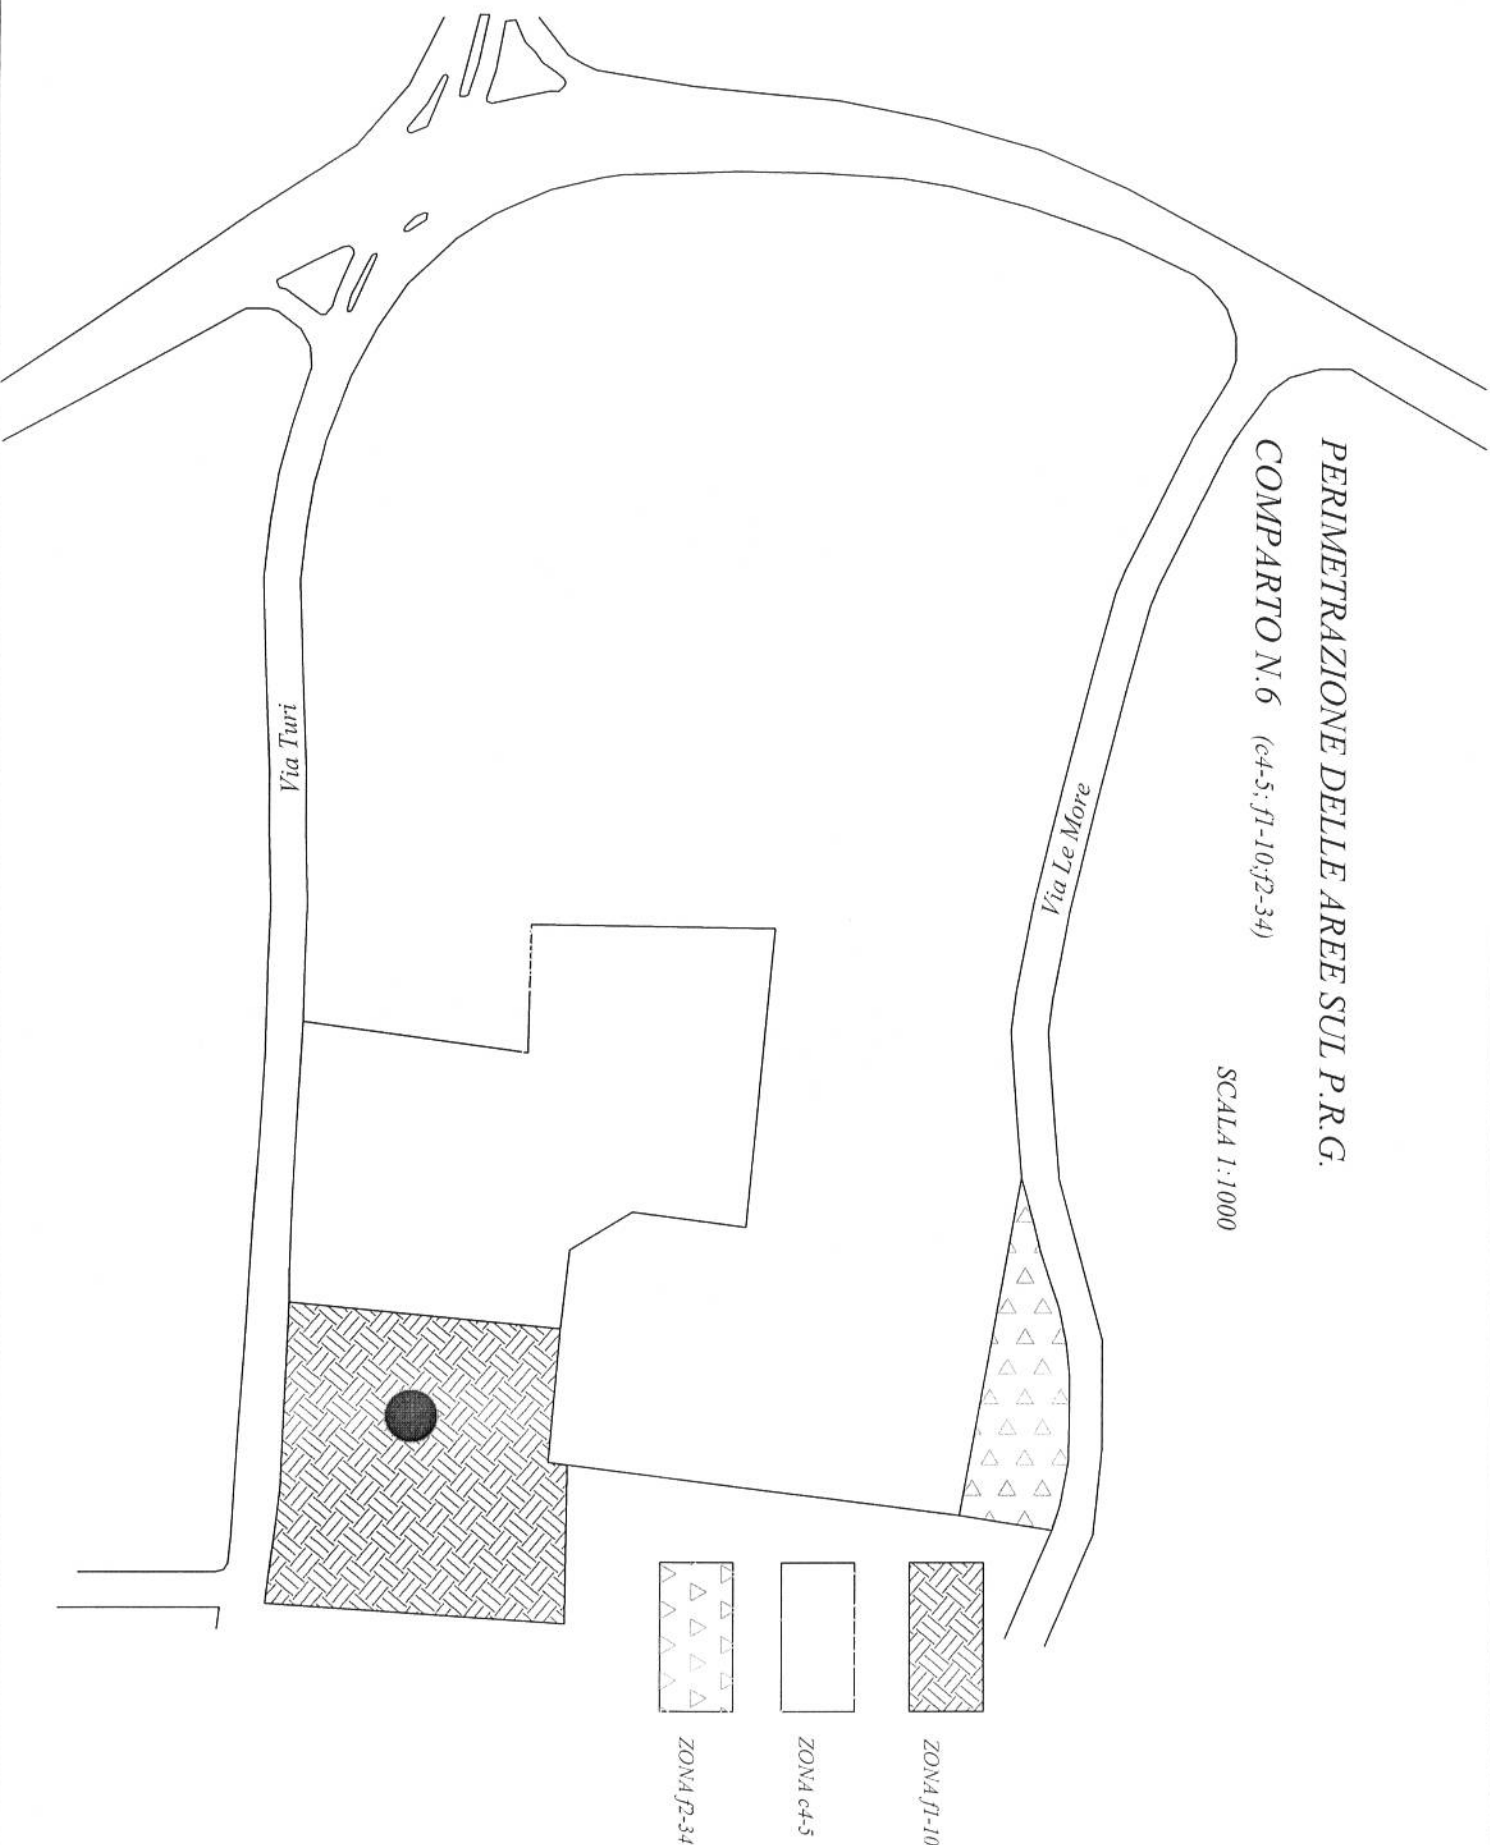 PERIMETRAZIONE DELLE AREE SUL P.R.G.
COMPARTO N.6 (c4-5; f1-10;f2-34)
SCALA 1:1000
Via Le More
Via Turi
ZONA f1-10
ZONA c4-5
ZONA f2-34